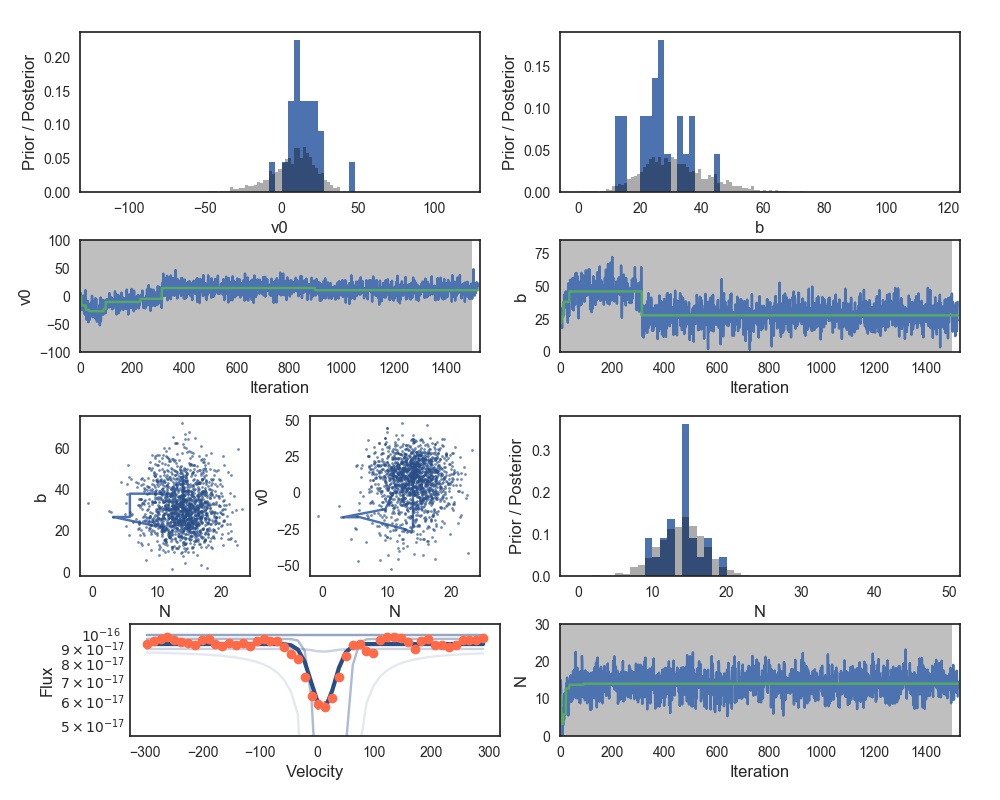 Prior / Posterior
0.20
0.15
0.10
0.05
0.00
−100 −50 0 50 100
v0
Prior / Posterior
0.15
0.10
0.05
0.00
0 20 40 60 80 100 120
b
v0
100
50
0
−50
−100
0 200 400 600 800 1000 1200 1400
Iteration
b
75
50
25
0
0 200 400 600 800 1000 1200 1400
Iteration
b
60
40
20
0
0 10 20
N
v0
50
25
0
−25
−50
0 10 20
N
Prior / Posterior
0.3
0.2
0.1
0.0
0 10 20 30 40 50
N
Flux
10⁻¹⁶
9 × 10⁻¹⁷
8 × 10⁻¹⁷
7 × 10⁻¹⁷
6 × 10⁻¹⁷
5 × 10⁻¹⁷
−300 −200 −100 0 100 200 300
Velocity
N
30
20
10
0
0 200 400 600 800 1000 1200 1400
Iteration